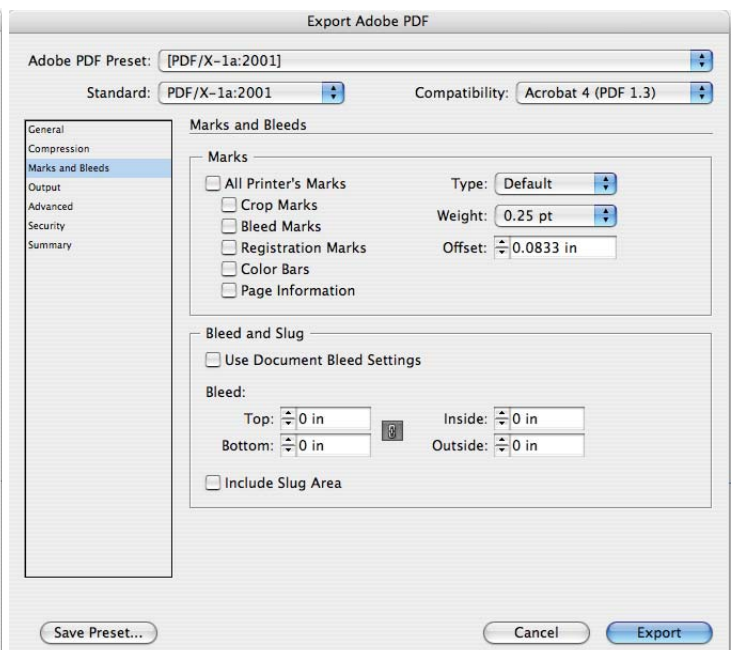 Export Adobe PDF
Adobe PDF Preset: [PDF/X-1a:2001]
Standard: PDF/X-1a:2001 Compatibility: Acrobat 4 (PDF 1.3)
General
Compression
Marks and Bleeds
Output
Advanced
Security
Summary
Marks and Bleeds
Marks
All Printer's Marks
Crop Marks
Bleed Marks
Registration Marks
Color Bars
Page Information
Type: Default
Weight: 0.25 pt
Offset: 0.0833 in
Bleed and Slug
Use Document Bleed Settings
Bleed:
Top: 0 in Inside: 0 in
Bottom: 0 in Outside: 0 in
Include Slug Area
Save Preset... Cancel Export